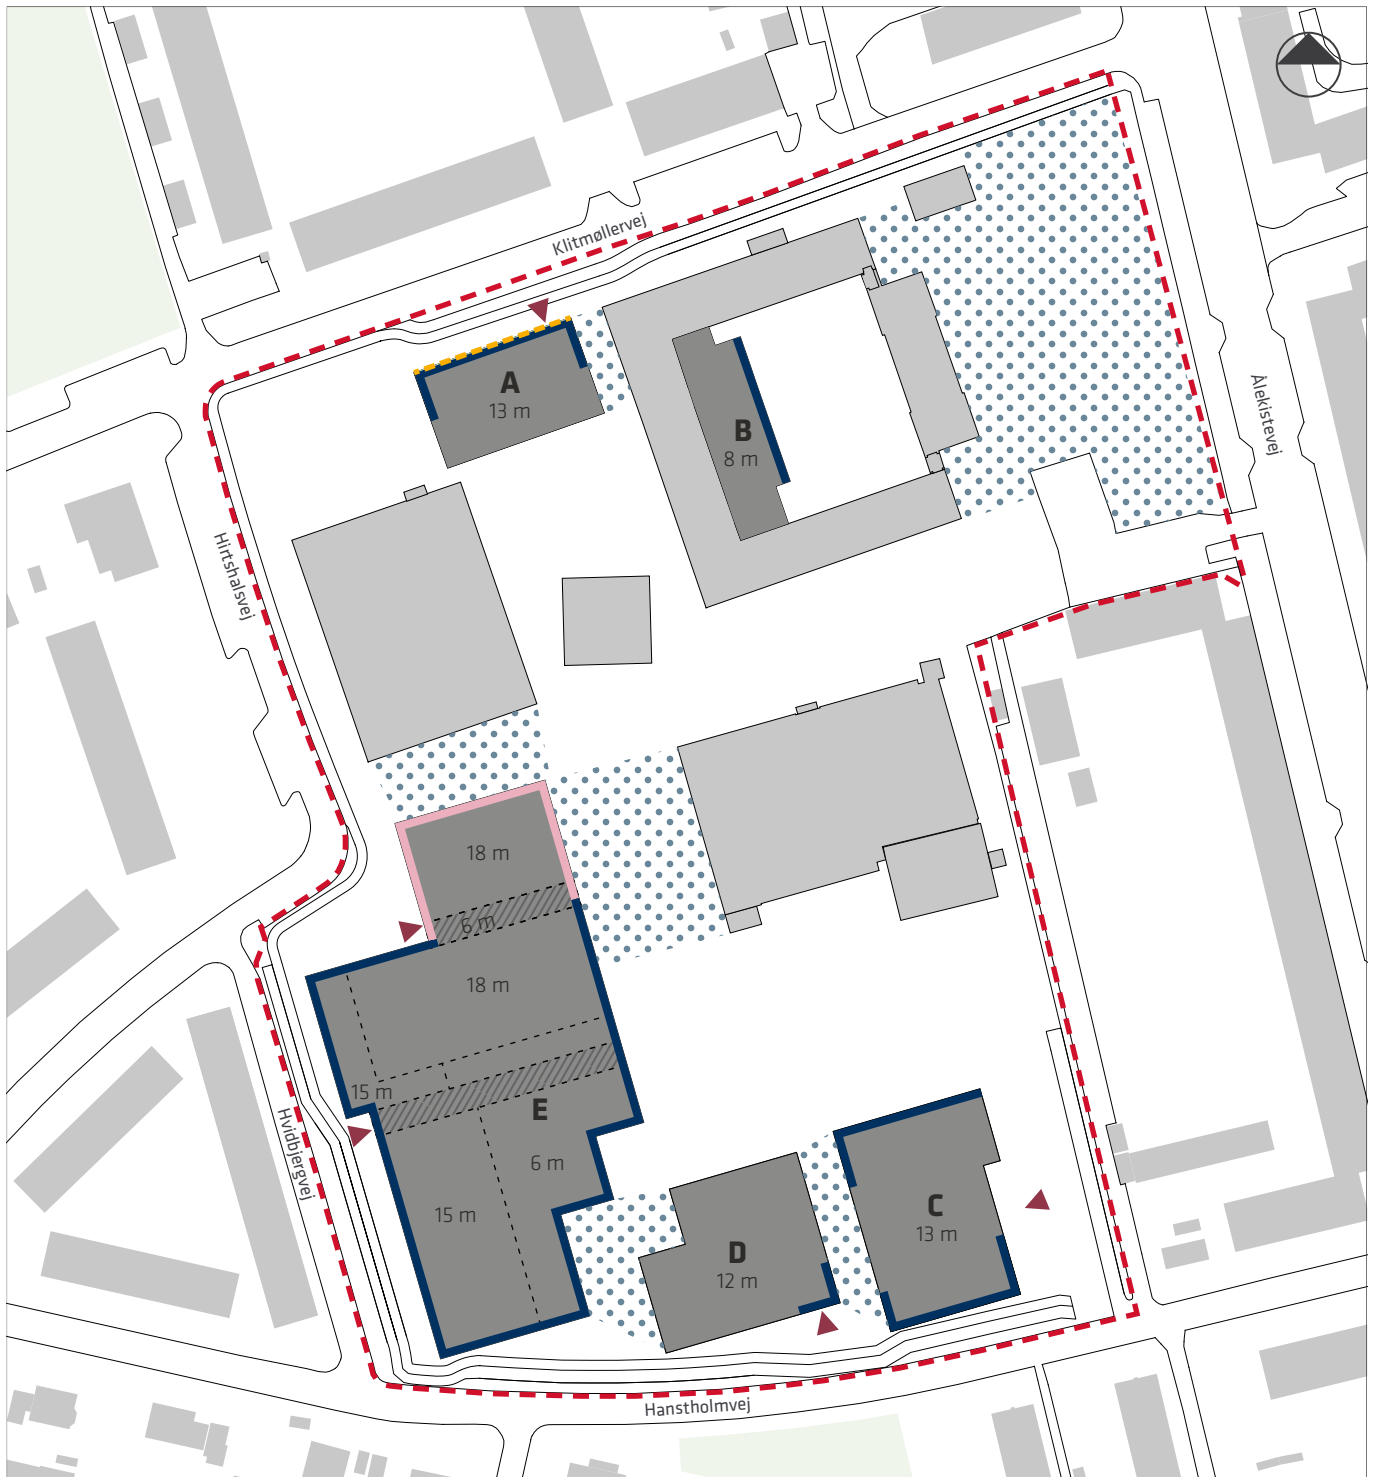 Klitmøllervej
A
13 m
B
8 m
Ålekistevej
Hirtshalsvej
18 m
6 m
18 m
15 m
E
6 m
Hvidbjergvej
15 m
C
13 m
D
12 m
Hanstholmvej